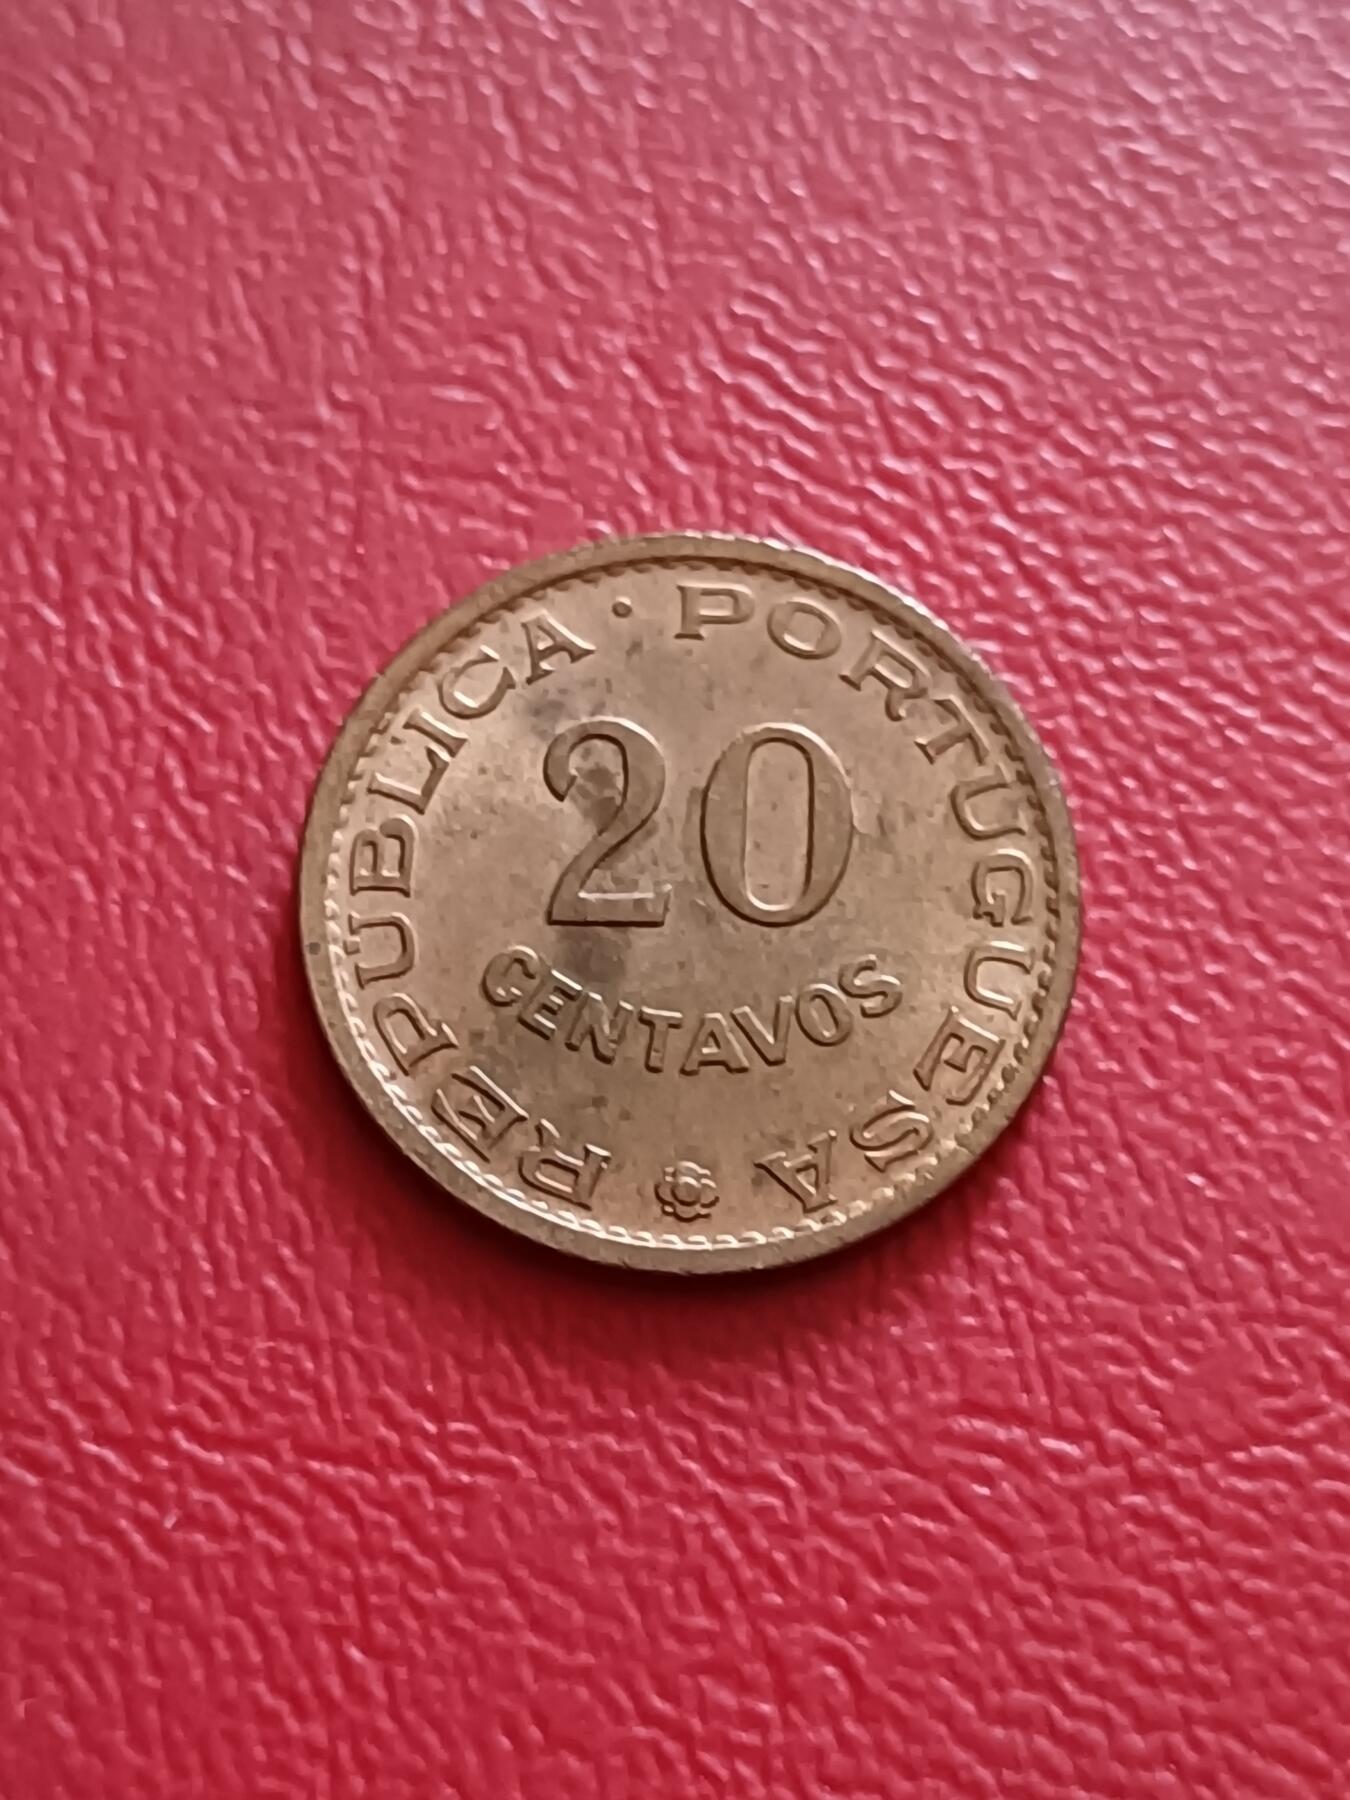 REPÚBLICA · PORTUGUESA
20
CENTAVOS